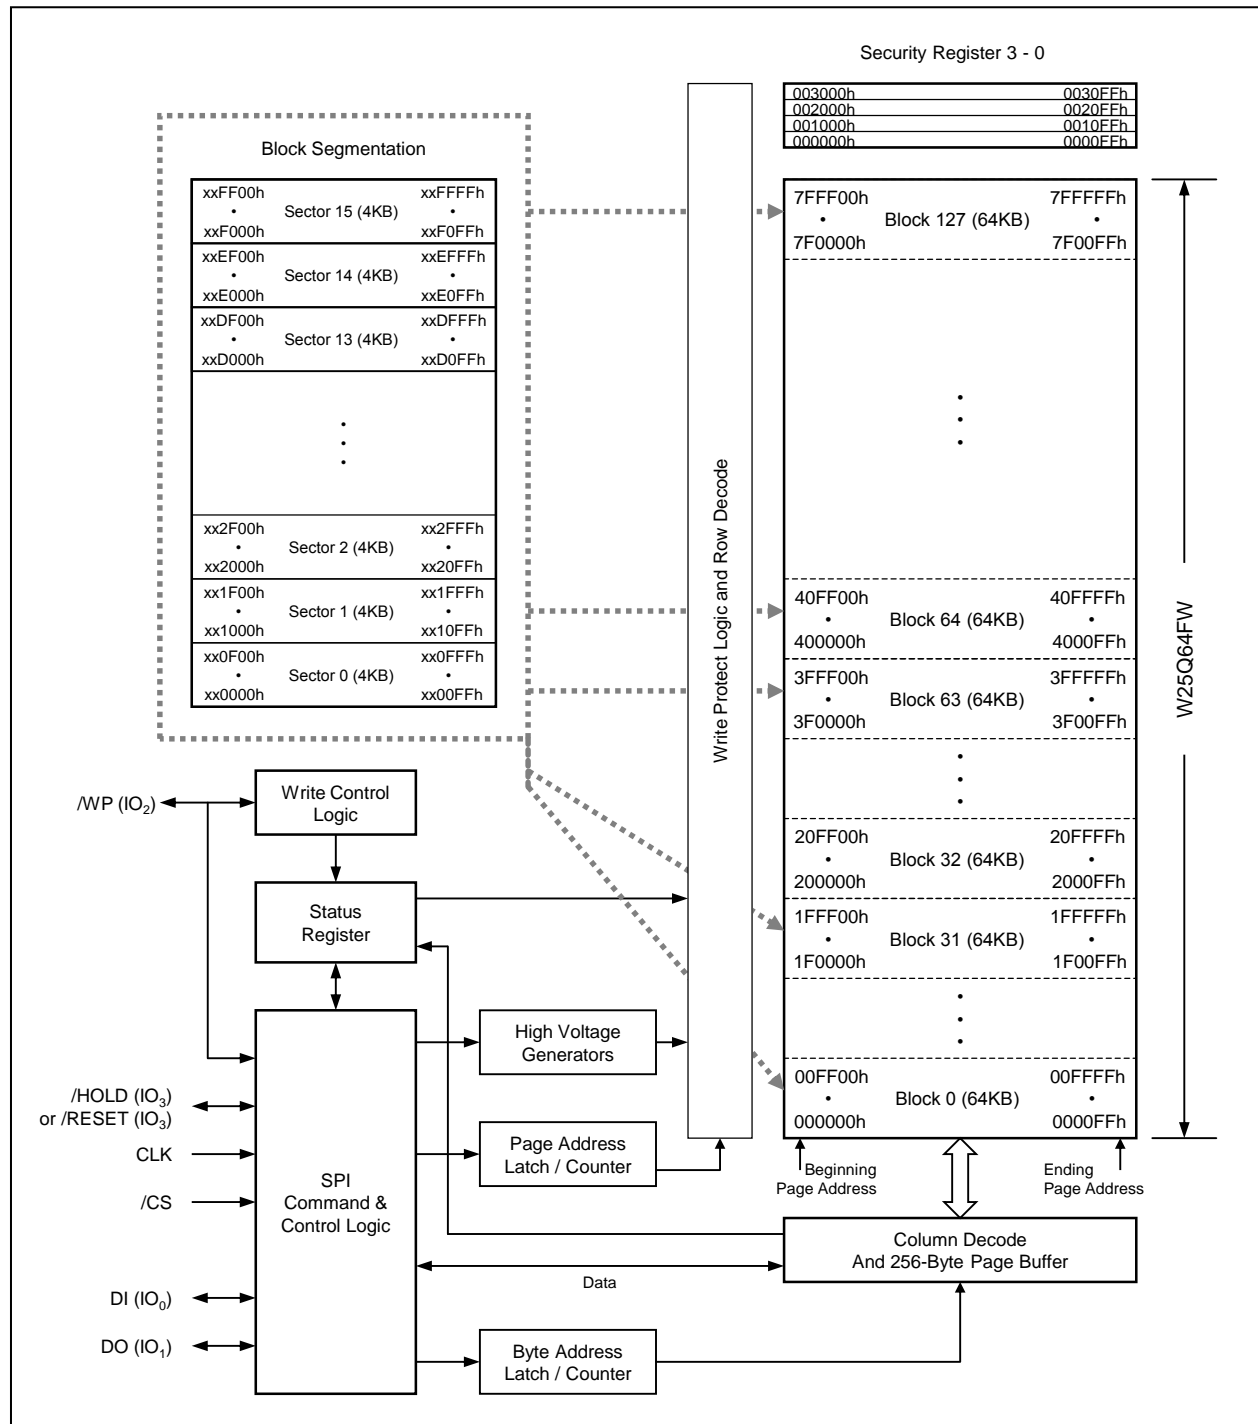 Security Register 3 - 0
003000h 0030FFh
002000h 0020FFh
001000h 0010FFh
000000h 0000FFh
Block Segmentation
xxFF00h xxFFFFh
• Sector 15 (4KB) •
xxF000h xxF0FFh
xxEF00h xxEFFFh
• Sector 14 (4KB) •
xxE000h xxE0FFh
xxDF00h xxDFFFh
• Sector 13 (4KB) •
xxD000h xxD0FFh
xx2F00h xx2FFFh
• Sector 2 (4KB) •
xx2000h xx20FFh
xx1F00h xx1FFFh
• Sector 1 (4KB) •
xx1000h xx10FFh
xx0F00h xx0FFFh
• Sector 0 (4KB) •
xx0000h xx00FFh
Write Protect Logic and Row Decode
7FFF00h 7FFFFFh
• Block 127 (64KB) •
7F0000h 7F00FFh
40FF00h 40FFFFh
• Block 64 (64KB) •
400000h 4000FFh
3FFF00h 3FFFFFh
• Block 63 (64KB) •
3F0000h 3F00FFh
20FF00h 20FFFFh
• Block 32 (64KB) •
200000h 2000FFh
1FFF00h 1FFFFFh
• Block 31 (64KB) •
1F0000h 1F00FFh
00FF00h 00FFFFh
• Block 0 (64KB) •
000000h 0000FFh
W25Q64FW
Beginning
Page Address
Ending
Page Address
/WP (IO2)
Write Control
Logic
Status
Register
High Voltage
Generators
/HOLD (IO3)
or /RESET (IO3)
CLK
/CS
DI (IO0)
DO (IO1)
SPI
Command &
Control Logic
Page Address
Latch / Counter
Column Decode
And 256-Byte Page Buffer
Data
Byte Address
Latch / Counter